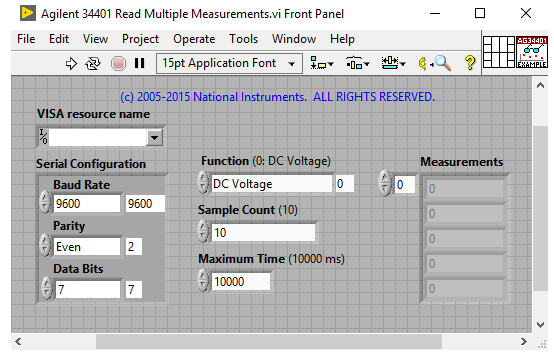 Agilent 34401 Read Multiple Measurements.vi Front Panel
File Edit View Project Operate Tools Window Help
15pt Application Font
AG34401
EXAMPLE
(c) 2005-2015 National Instruments. ALL RIGHTS RESERVED.
VISA resource name
I/O
Serial Configuration
Baud Rate
9600 9600
Parity
Even 2
Data Bits
7 7
Function (0: DC Voltage)
DC Voltage 0
Sample Count (10)
10
Maximum Time (10000 ms)
10000
0
Measurements
0
0
0
0
0